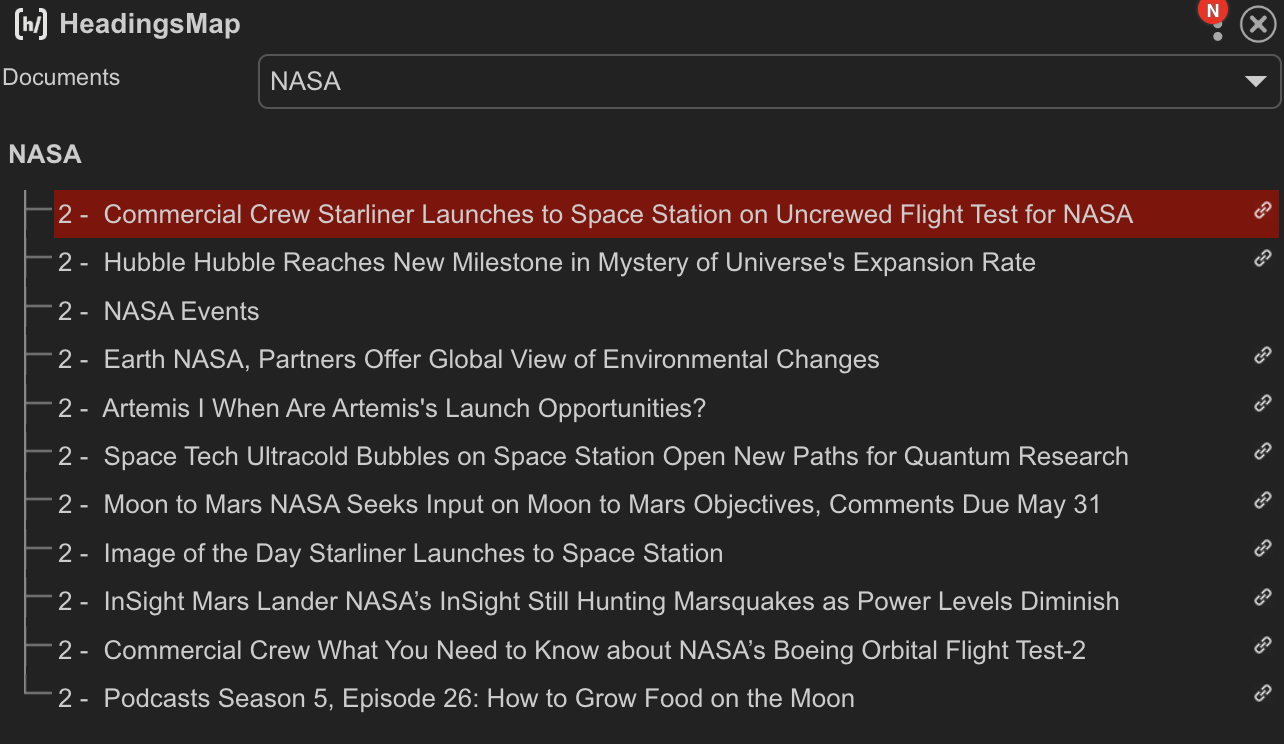 [h/] HeadingsMap
N
Documents
NASA
NASA
2 - Commercial Crew Starliner Launches to Space Station on Uncrewed Flight Test for NASA
2 - Hubble Hubble Reaches New Milestone in Mystery of Universe's Expansion Rate
2 - NASA Events
2 - Earth NASA, Partners Offer Global View of Environmental Changes
2 - Artemis I When Are Artemis's Launch Opportunities?
2 - Space Tech Ultracold Bubbles on Space Station Open New Paths for Quantum Research
2 - Moon to Mars NASA Seeks Input on Moon to Mars Objectives, Comments Due May 31
2 - Image of the Day Starliner Launches to Space Station
2 - InSight Mars Lander NASA’s InSight Still Hunting Marsquakes as Power Levels Diminish
2 - Commercial Crew What You Need to Know about NASA’s Boeing Orbital Flight Test-2
2 - Podcasts Season 5, Episode 26: How to Grow Food on the Moon